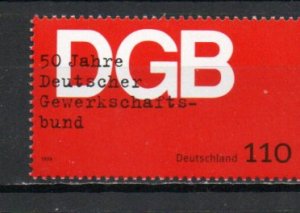 DGB
50 Jahre
Deutscher
Gewerkschafts-
bund
Deutschland 110